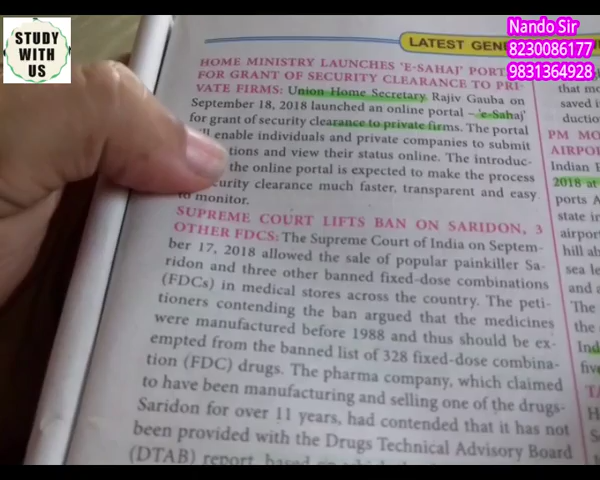 STUDY
WITH
US
Nando Sir
8230086177
9831364928
LATEST GENE
HOME MINISTRY LAUNCHES 'E-SAHAJ' PORT
FOR GRANT OF SECURITY CLEARANCE TO PRI-
VATE FIRMS: Union Home Secretary Rajiv Gauba on
September 18, 2018 launched an online portal – 'e-Sahaj'
for grant of security clearance to private firms. The portal
enable individuals and private companies to submit
tions and view their status online. The introduc-
the online portal is expected to make the process
curity clearance much faster, transparent and easy
to monitor.
SUPREME COURT LIFTS BAN ON SARIDON, 3
OTHER FDCS: The Supreme Court of India on Septem-
ber 17, 2018 allowed the sale of popular painkiller Sa-
ridon and three other banned fixed-dose combinations
(FDCs) in medical stores across the country. The peti-
tioners contending the ban argued that the medicines
were manufactured before 1988 and thus should be ex-
empted from the banned list of 328 fixed-dose combina-
tion (FDC) drugs. The pharma company, which claimed
to have been manufacturing and selling one of the drugs-
Saridon for over 11 years, had contended that it has not
been provided with the Drugs Technical Advisory Board
(DTAB) report, based on which
that mo
saved i
ductio
PM MO
AIRPO
Indian
2018 at
ports A
state in
airport
hill ab
sea le
and a
The
the
Ind
five